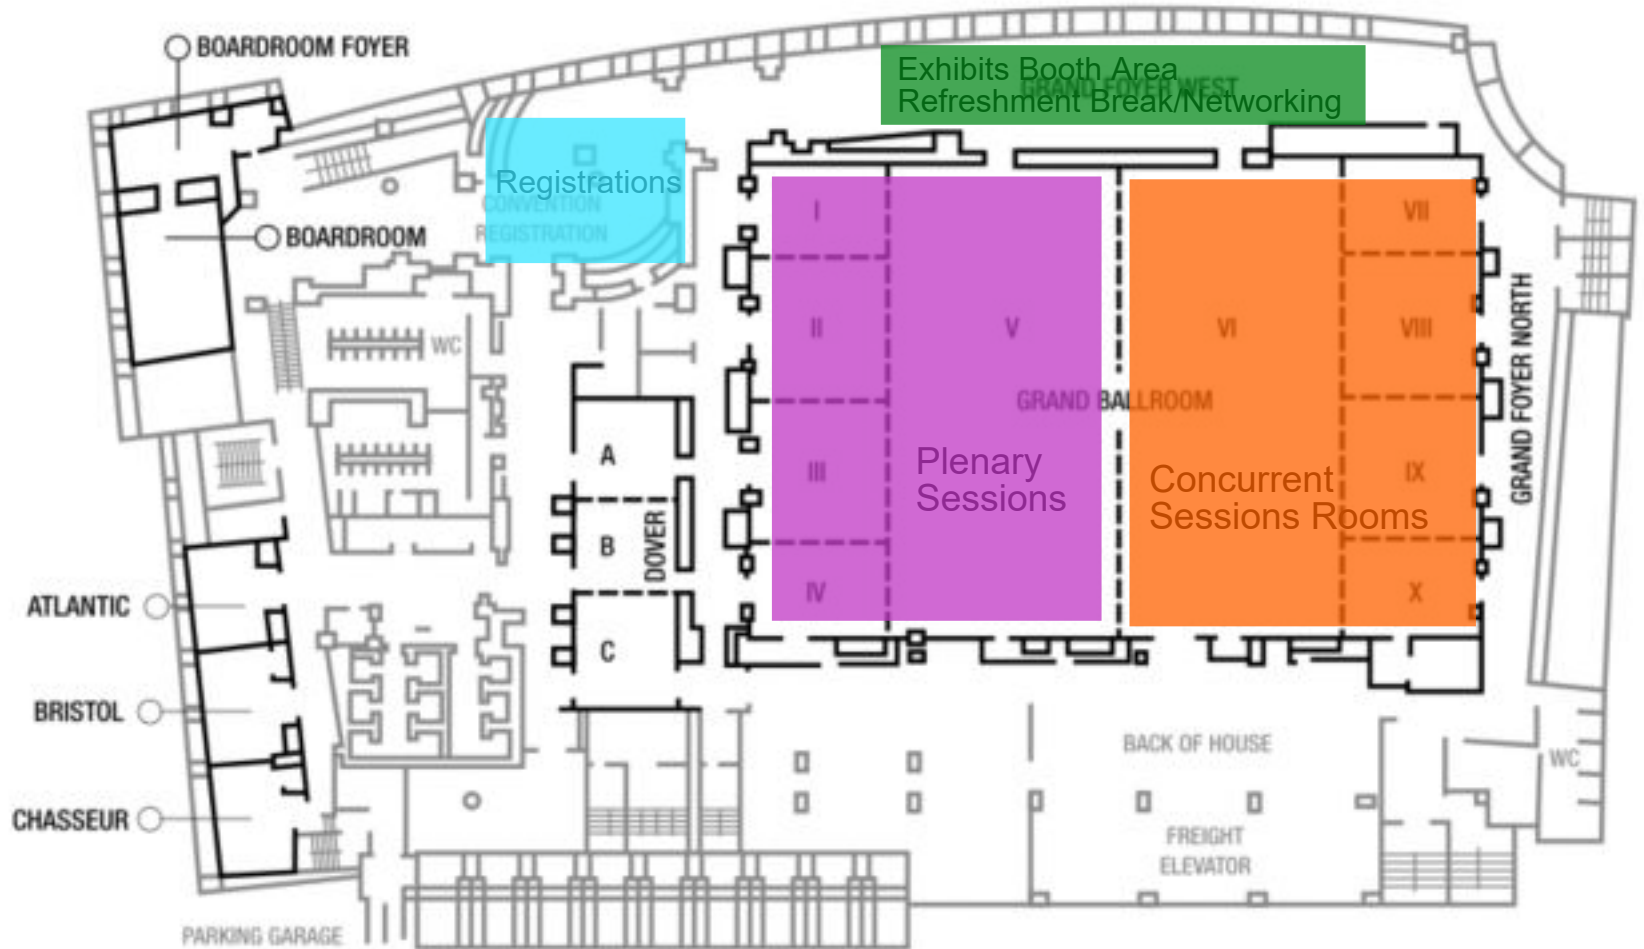 BOARDROOM FOYER
Exhibits Booth Area
GRAND FOYER WEST
Refreshment Break/Networking
Registrations
CONVENTION
REGISTRATION
BOARDROOM
I
VII
II
V
VI
VIII
WC
GRAND BALLROOM
GRAND FOYER NORTH
A
III
Plenary
Sessions
IX
Concurrent
Sessions Rooms
B
DOVER
IV
X
ATLANTIC
C
BRISTOL
BACK OF HOUSE
WC
CHASSEUR
FREIGHT
ELEVATOR
PARKING GARAGE